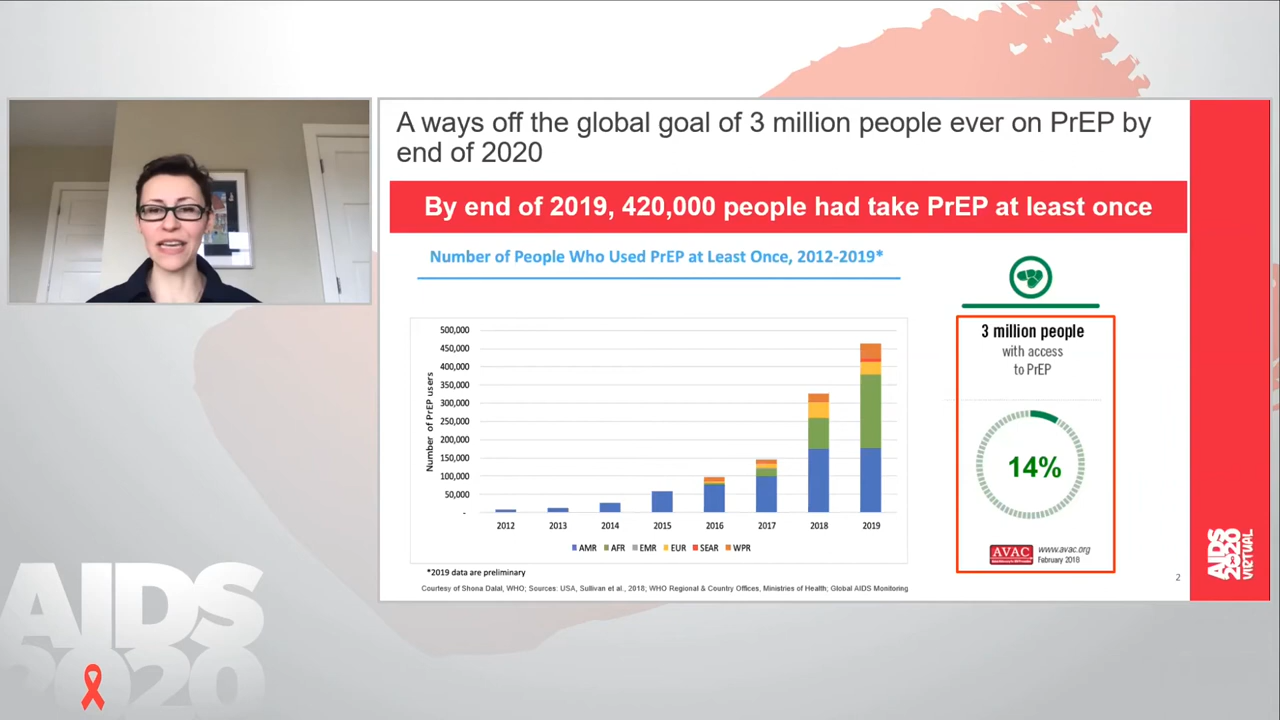 A ways off the global goal of 3 million people ever on PrEP by
end of 2020
By end of 2019, 420,000 people had take PrEP at least once
Number of People Who Used PrEP at Least Once, 2012-2019*
Number of PrEP users
500,000
450,000
400,000
350,000
300,000
250,000
200,000
150,000
100,000
50,000
-
2012 2013 2014 2015 2016 2017 2018 2019
AMR AFR EMR EUR SEAR WPR
*2019 data are preliminary
Courtesy of Shona Dalal, WHO; Sources: USA, Sullivan et al., 2018; WHO Regional & Country Offices, Ministries of Health; Global AIDS Monitoring
3 million people
with access
to PrEP
14%
AVAC
www.avac.org
February 2018
2
AIDS
2020
VIRTUAL
AIDS
2020